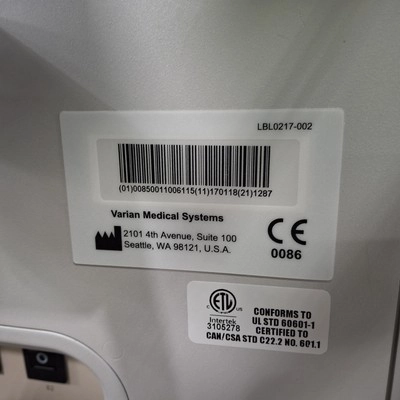 LBL0217-002
(01)00850011006115(11)170118(21)1287
Varian Medical Systems
2101 4th Avenue, Suite 100
Seattle, WA 98121, U.S.A.
CE
0086
ETL
C US
Intertek
3105278
CONFORMS TO
UL STD 60601-1
CERTIFIED TO
CAN/CSA STD C22.2 NO. 601.1